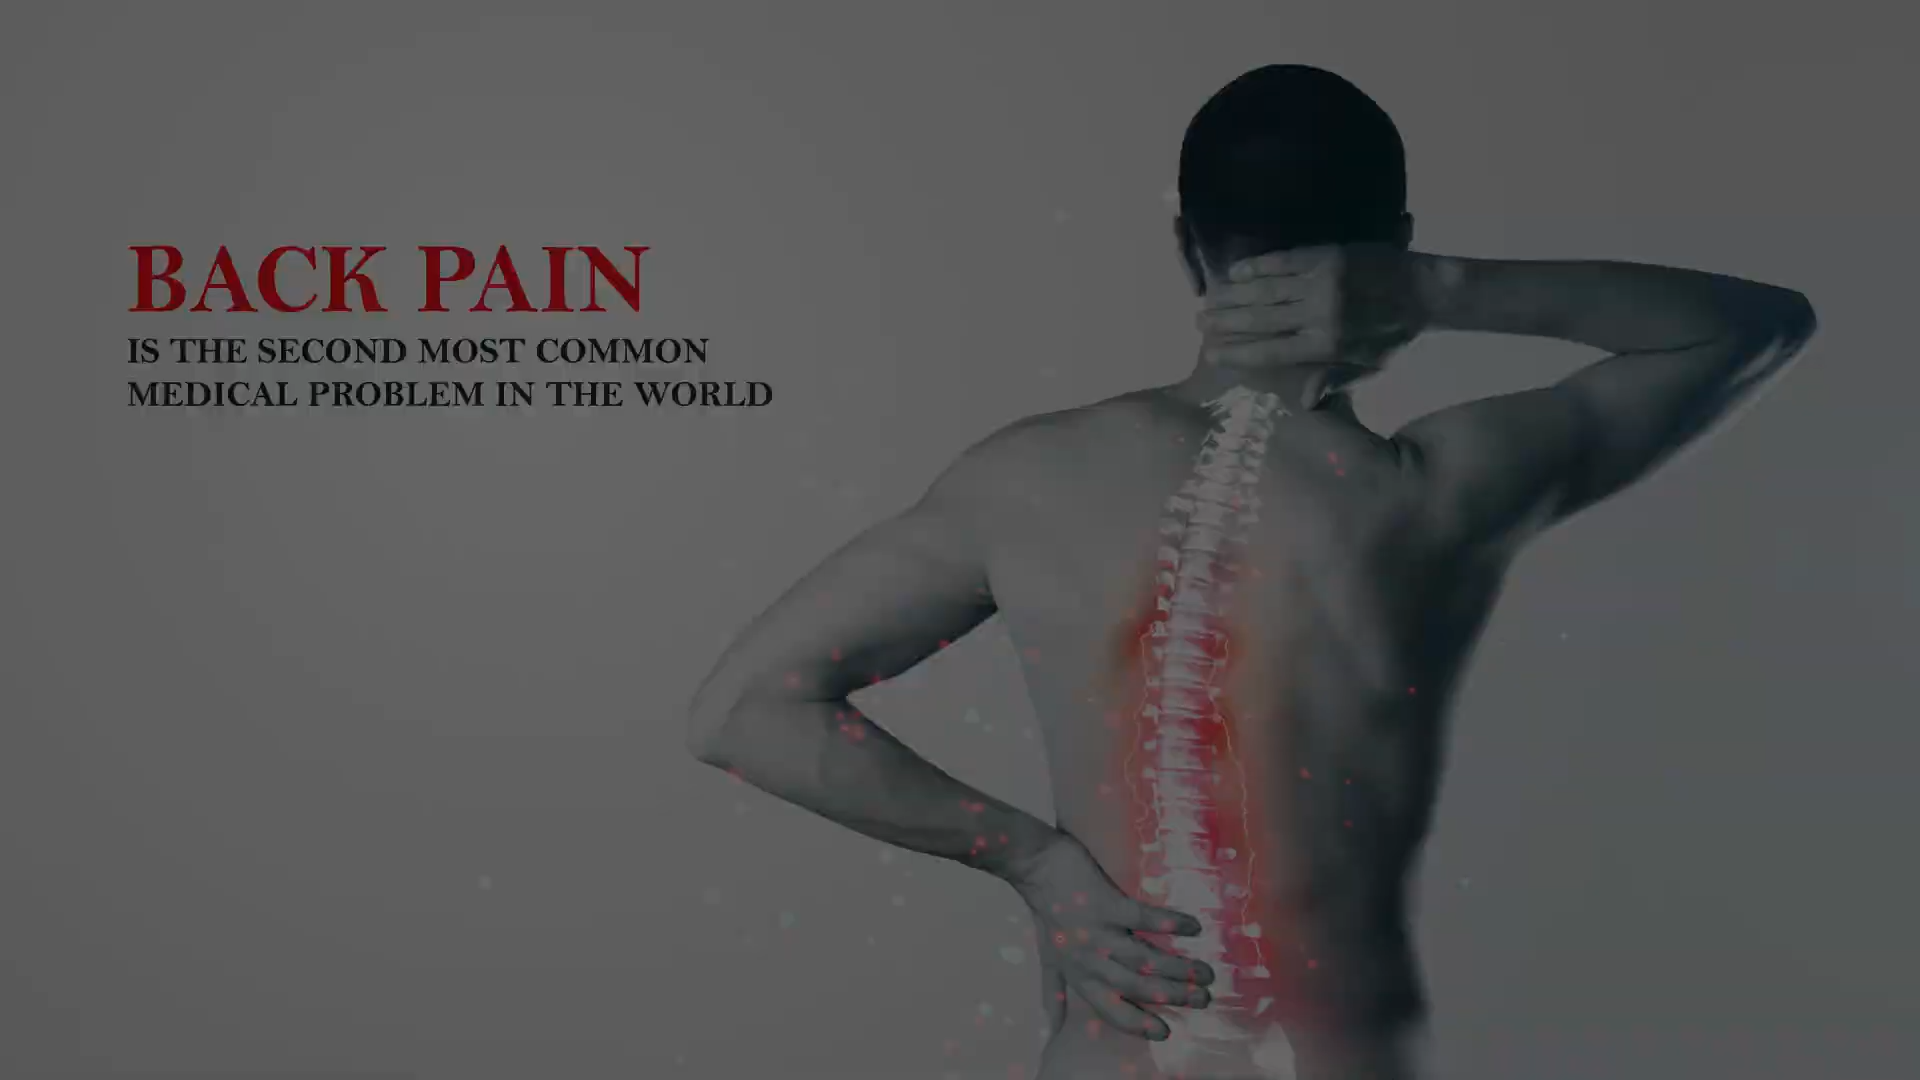 BACK PAIN
IS THE SECOND MOST COMMON
MEDICAL PROBLEM IN THE WORLD